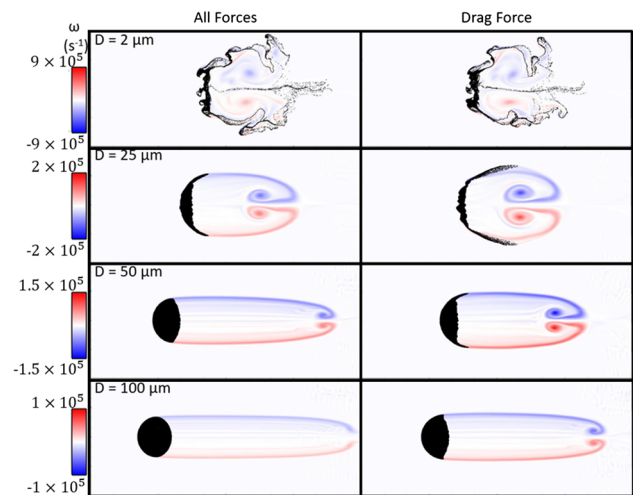 All Forces
Drag Force
ω
(s⁻¹)
D = 2 μm
9 × 10⁵
-9 × 10⁵
D = 25 μm
2 × 10⁵
-2 × 10⁵
D = 50 μm
1.5 × 10⁵
-1.5 × 10⁵
D = 100 μm
1 × 10⁵
-1 × 10⁵